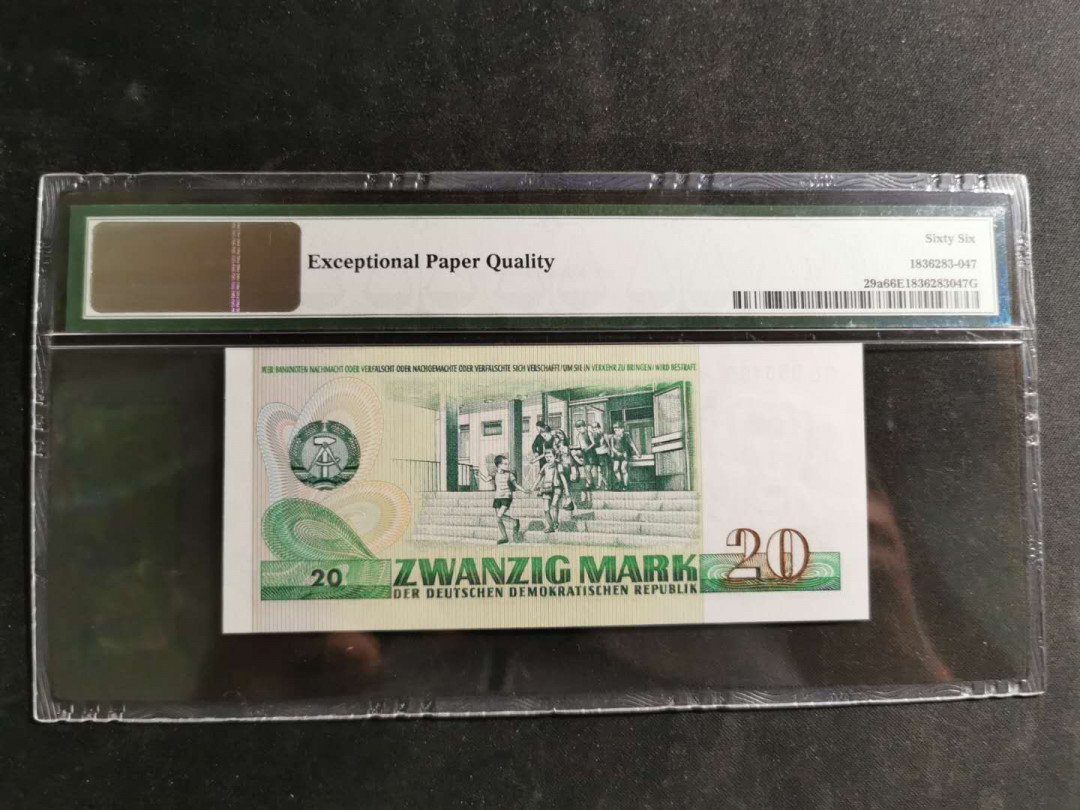 Exceptional Paper Quality
Sixty Six
1836283-047
29a66E1836283047G
WER BANKNOTEN NACHMACHT ODER VERFÄLSCHT ODER NACHGEMACHTE ODER VERFÄLSCHTE SICH VERSCHAFFT UM SIE IN VERKEHR ZU BRINGEN WIRD BESTRAFT
20 ZWANZIG MARK 20
DER DEUTSCHEN DEMOKRATISCHEN REPUBLIK